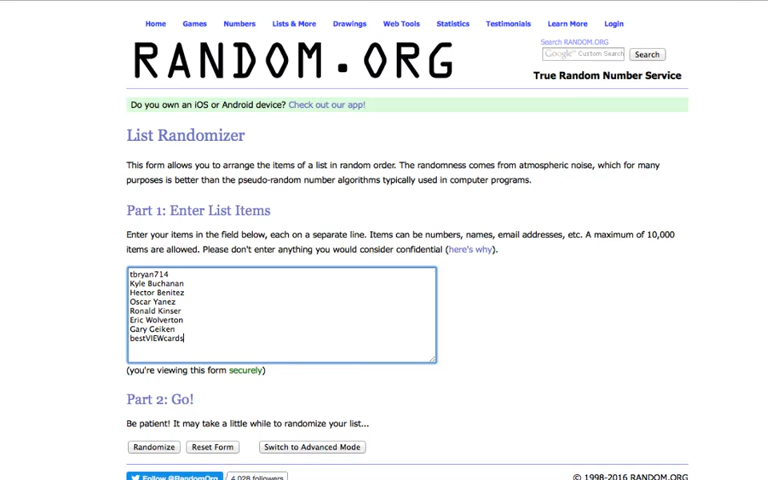 Home Games Numbers Lists & More Drawings Web Tools Statistics Testimonials Learn More Login
RANDOM.ORG
Search RANDOM.ORG
Google Custom Search Search
True Random Number Service
Do you own an iOS or Android device? Check out our app!
List Randomizer
This form allows you to arrange the items of a list in random order. The randomness comes from atmospheric noise, which for many
purposes is better than the pseudo-random number algorithms typically used in computer programs.
Part 1: Enter List Items
Enter your items in the field below, each on a separate line. Items can be numbers, names, email addresses, etc. A maximum of 10,000
items are allowed. Please don't enter anything you would consider confidential (here's why).
tbryan714
Kyle Buchanan
Hector Benitez
Oscar Yanez
Ronald Kinser
Eric Wolverton
Gary Geiken
bestVIEWcards
(you're viewing this form securely)
Part 2: Go!
Be patient! It may take a little while to randomize your list...
Randomize Reset Form Switch to Advanced Mode
Follow @RandomOrg 4,028 followers
© 1998-2016 RANDOM.ORG